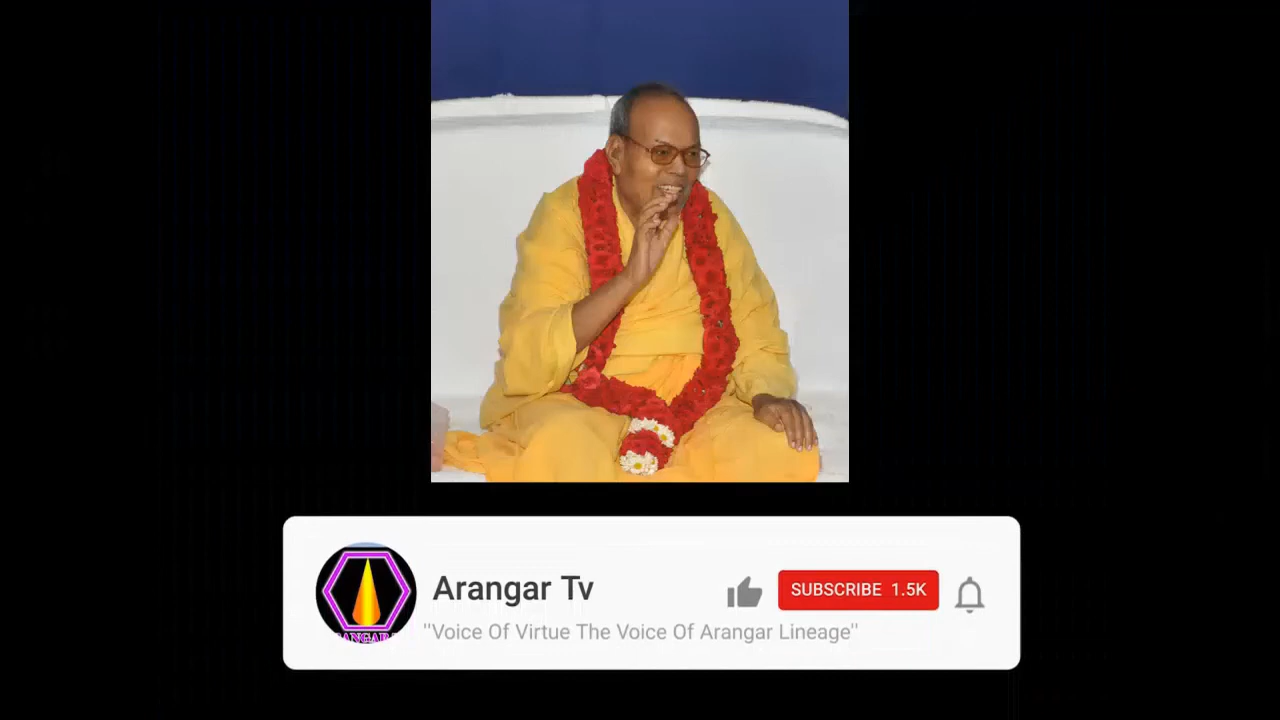 Arangar Tv
SUBSCRIBE 1.5K
"Voice Of Virtue The Voice Of Arangar Lineage"